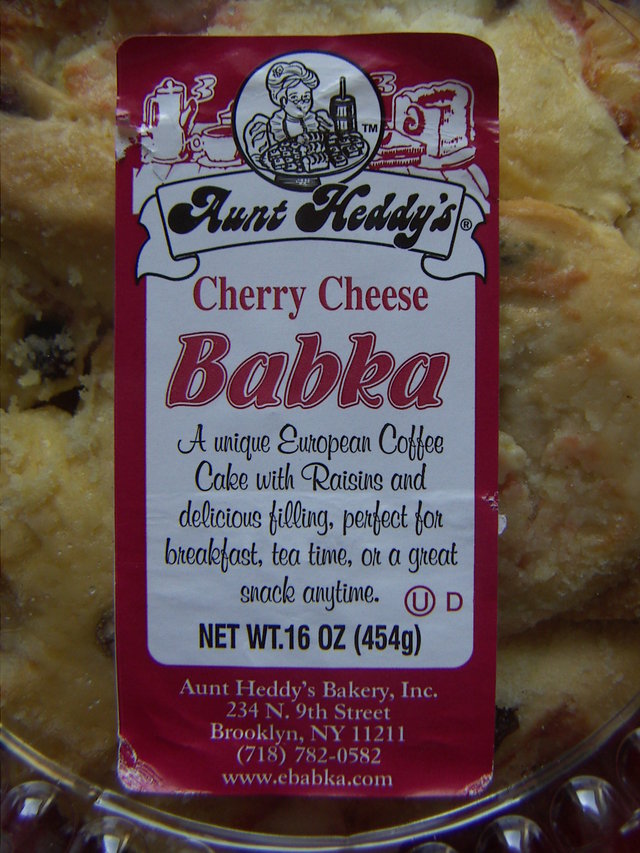 TM
Aunt Heddy's®
Cherry Cheese
Babka
A unique European Coffee
Cake with Raisins and
delicious filling, perfect for
breakfast, tea time, or a great
snack anytime.
Ⓤ D
NET WT.16 OZ (454g)
Aunt Heddy's Bakery, Inc.
234 N. 9th Street
Brooklyn, NY 11211
(718) 782-0582
www.ebabka.com